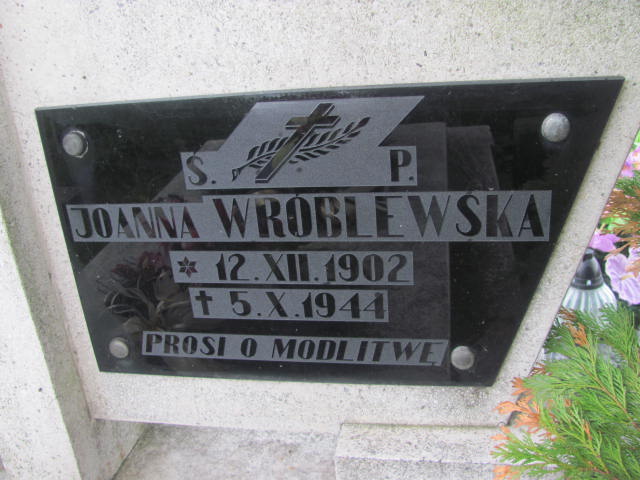 Ś. P.
JOANNA WRÓBLEWSKA
* 12.XII.1902
† 5.X.1944
PROSI O MODLITWĘ